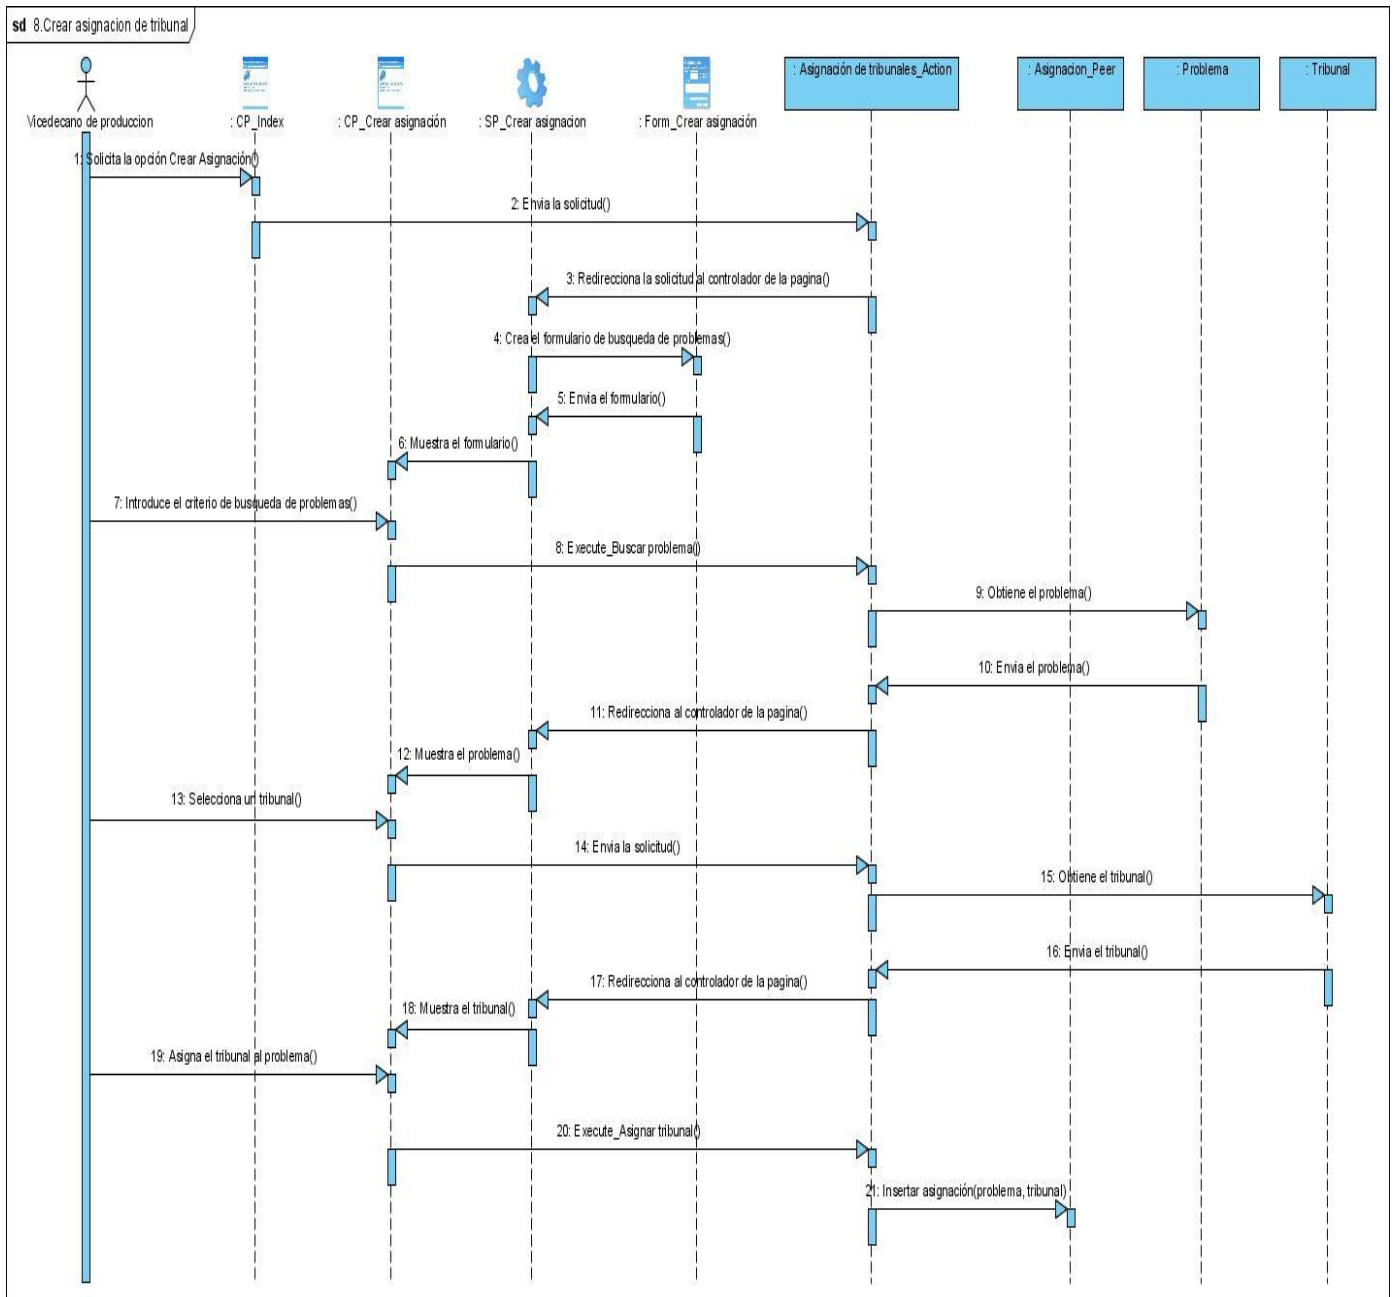 sd 8.Crear asignacion de tribunal
Vicedecano de produccion
: CP_Index
: CP_Crear asignación
: SP_Crear asignacion
: Form_Crear asignación
: Asignación de tribunales_Action
: Asignacion_Peer
: Problema
: Tribunal
1: Solicita la opción Crear Asignación()
2: Envia la solicitud()
3: Redirecciona la solicitud al controlador de la pagina()
4: Crea el formulario de busqueda de problemas()
5: Envia el formulario()
6: Muestra el formulario()
7: Introduce el criterio de busqueda de problemas()
8: Execute_Buscar problema()
9: Obtiene el problema()
10: Envia el problema()
11: Redirecciona al controlador de la pagina()
12: Muestra el problema()
13: Selecciona un tribunal()
14: Envia la solicitud()
15: Obtiene el tribunal()
16: Envia el tribunal()
17: Redirecciona al controlador de la pagina()
18: Muestra el tribunal()
19: Asigna el tribunal al problema()
20: Execute_Asignar tribunal()
21: Insertar asignación(problema, tribunal)